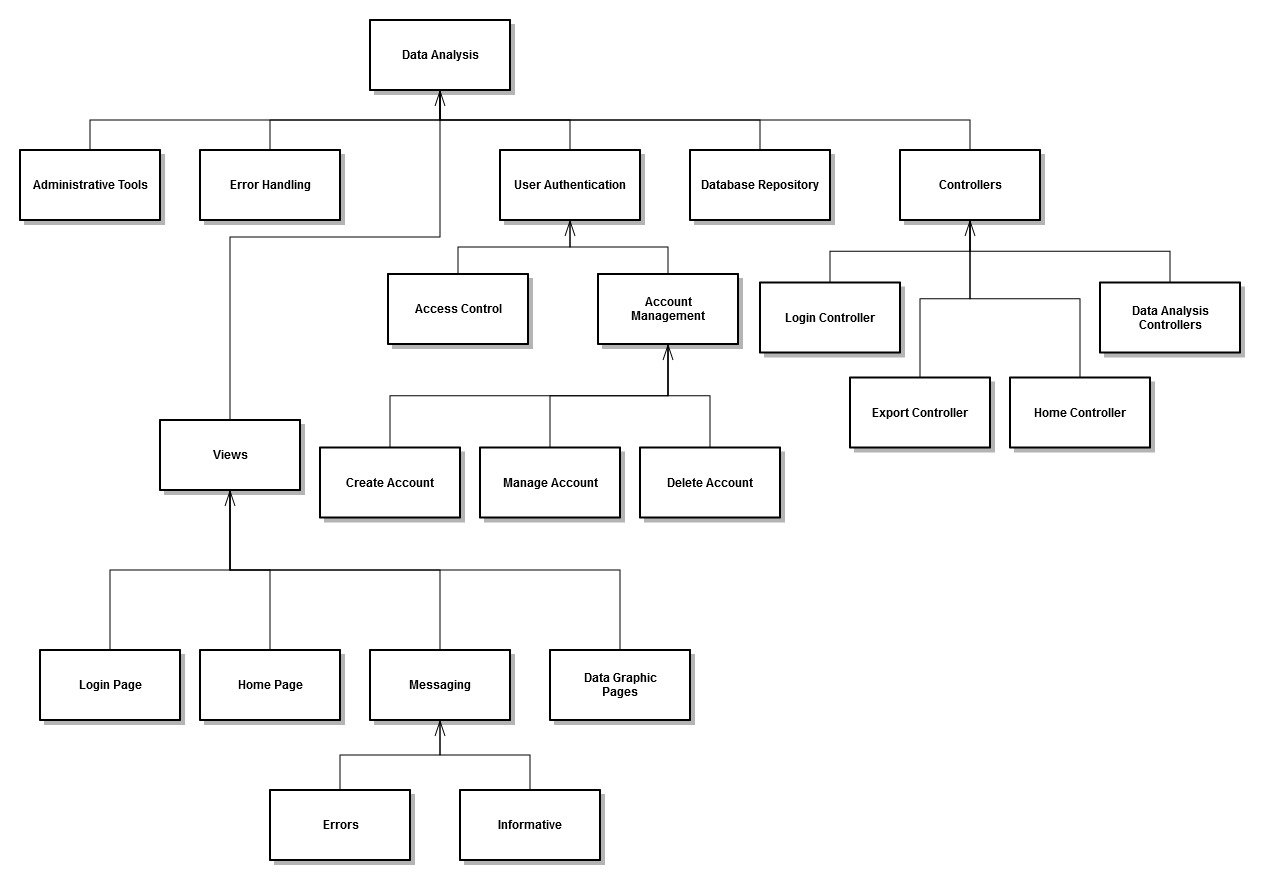 Data Analysis
Administrative Tools
Error Handling
User Authentication
Database Repository
Controllers
Access Control
Account
Management
Login Controller
Data Analysis
Controllers
Export Controller
Home Controller
Views
Create Account
Manage Account
Delete Account
Login Page
Home Page
Messaging
Data Graphic
Pages
Errors
Informative